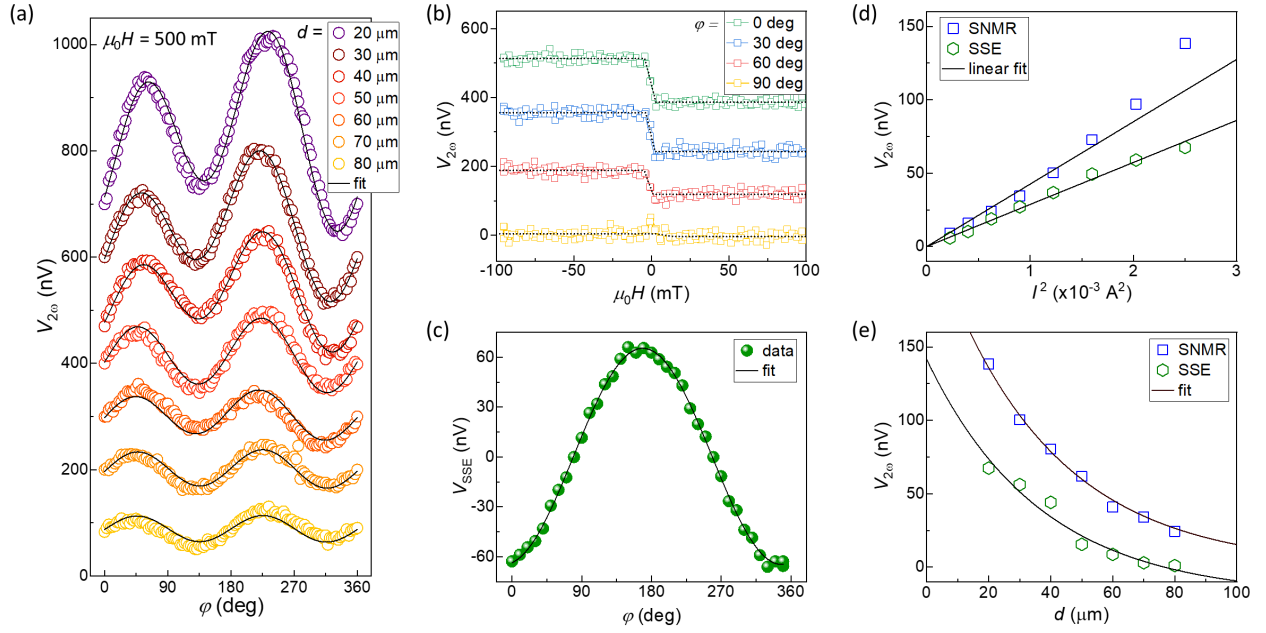 (a)
μ₀H = 500 mT
d =
20 μm
30 μm
40 μm
50 μm
60 μm
70 μm
80 μm
fit
1000
800
600
400
200
0
V₂ω (nV)
0 90 180 270 360
φ (deg)
(b)
φ =
0 deg
30 deg
60 deg
90 deg
600
400
200
0
V₂ω (nV)
-100 -50 0 50 100
μ₀H (mT)
(c)
data
fit
60
30
0
-30
-60
V_SSE (nV)
0 90 180 270 360
φ (deg)
(d)
SNMR
SSE
linear fit
150
100
50
0
V₂ω (nV)
0 1 2 3
I² (x10⁻³ A²)
(e)
SNMR
SSE
fit
150
100
50
0
V₂ω (nV)
0 20 40 60 80 100
d (μm)